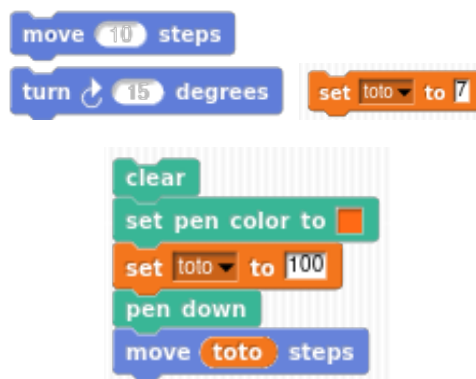 move 10 steps
turn 15 degrees
set toto to 7
clear
set pen color to
set toto to 100
pen down
move toto steps